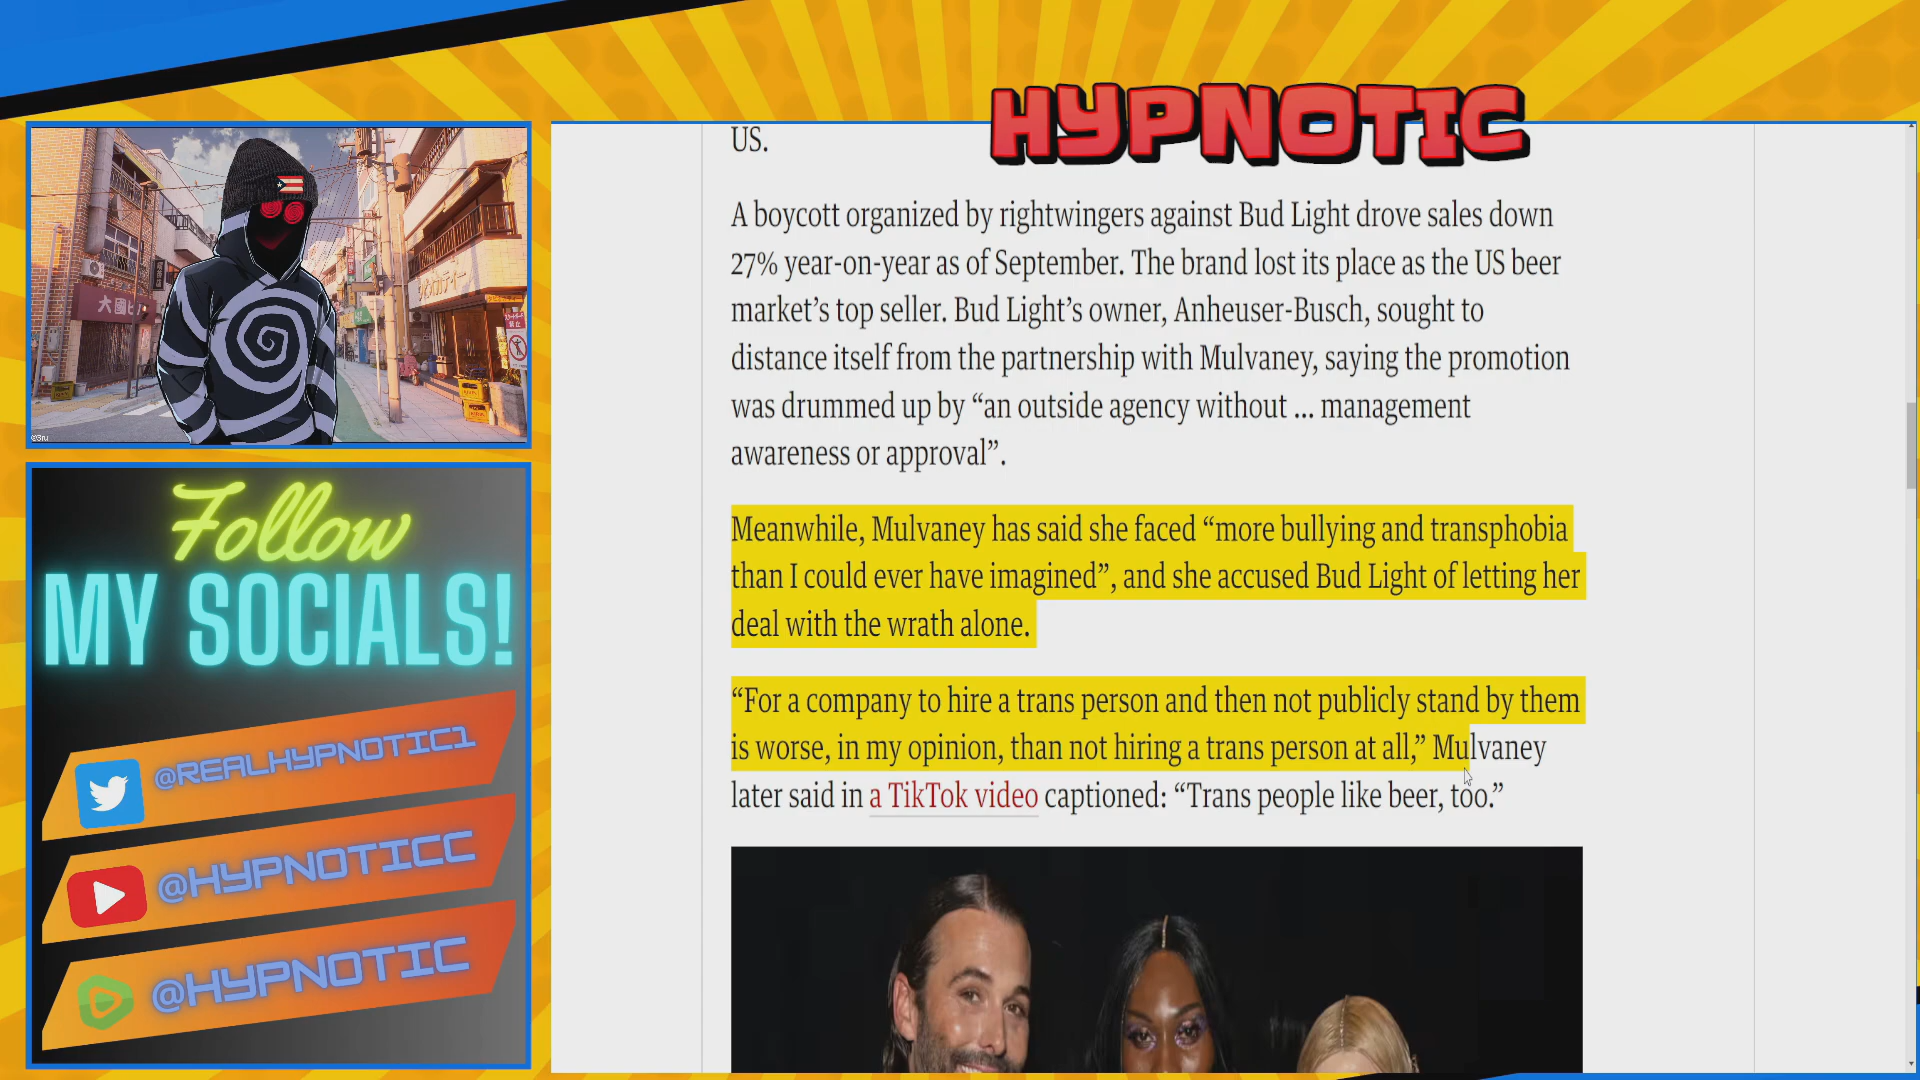 HYPNOTIC
US.
A boycott organized by rightwingers against Bud Light drove sales down
27% year-on-year as of September. The brand lost its place as the US beer
market’s top seller. Bud Light’s owner, Anheuser-Busch, sought to
distance itself from the partnership with Mulvaney, saying the promotion
was drummed up by “an outside agency without ... management
awareness or approval”.
Meanwhile, Mulvaney has said she faced “more bullying and transphobia
than I could ever have imagined”, and she accused Bud Light of letting her
deal with the wrath alone.
“For a company to hire a trans person and then not publicly stand by them
is worse, in my opinion, than not hiring a trans person at all,” Mulvaney
later said in a TikTok video captioned: “Trans people like beer, too.”
Follow
MY SOCIALS!
@REALHYPNOTIC1
@HYPNOTICC
@HYPNOTIC